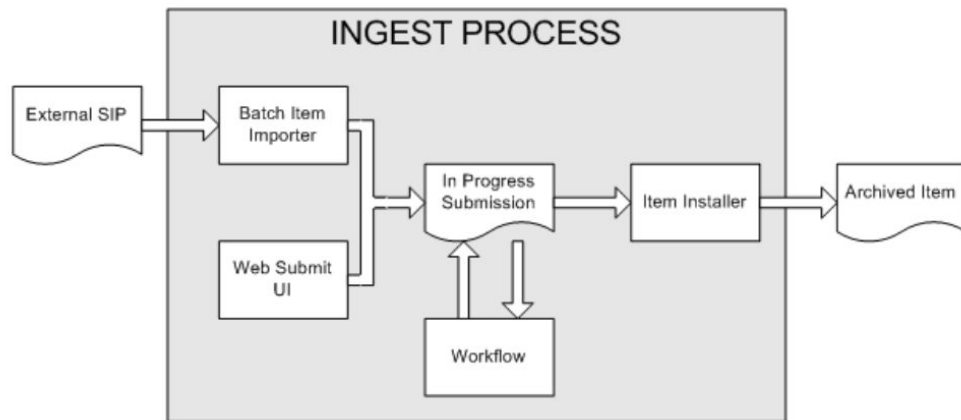 INGEST PROCESS
External SIP
Batch Item
Importer
In Progress
Submission
Item Installer
Archived Item
Web Submit
UI
Workflow